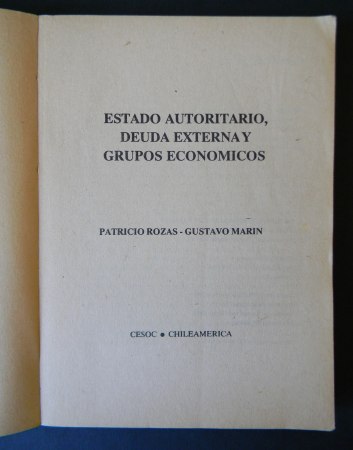 ESTADO AUTORITARIO,
DEUDA EXTERNA Y
GRUPOS ECONOMICOS
PATRICIO ROZAS - GUSTAVO MARIN
CESOC ● CHILEAMERICA